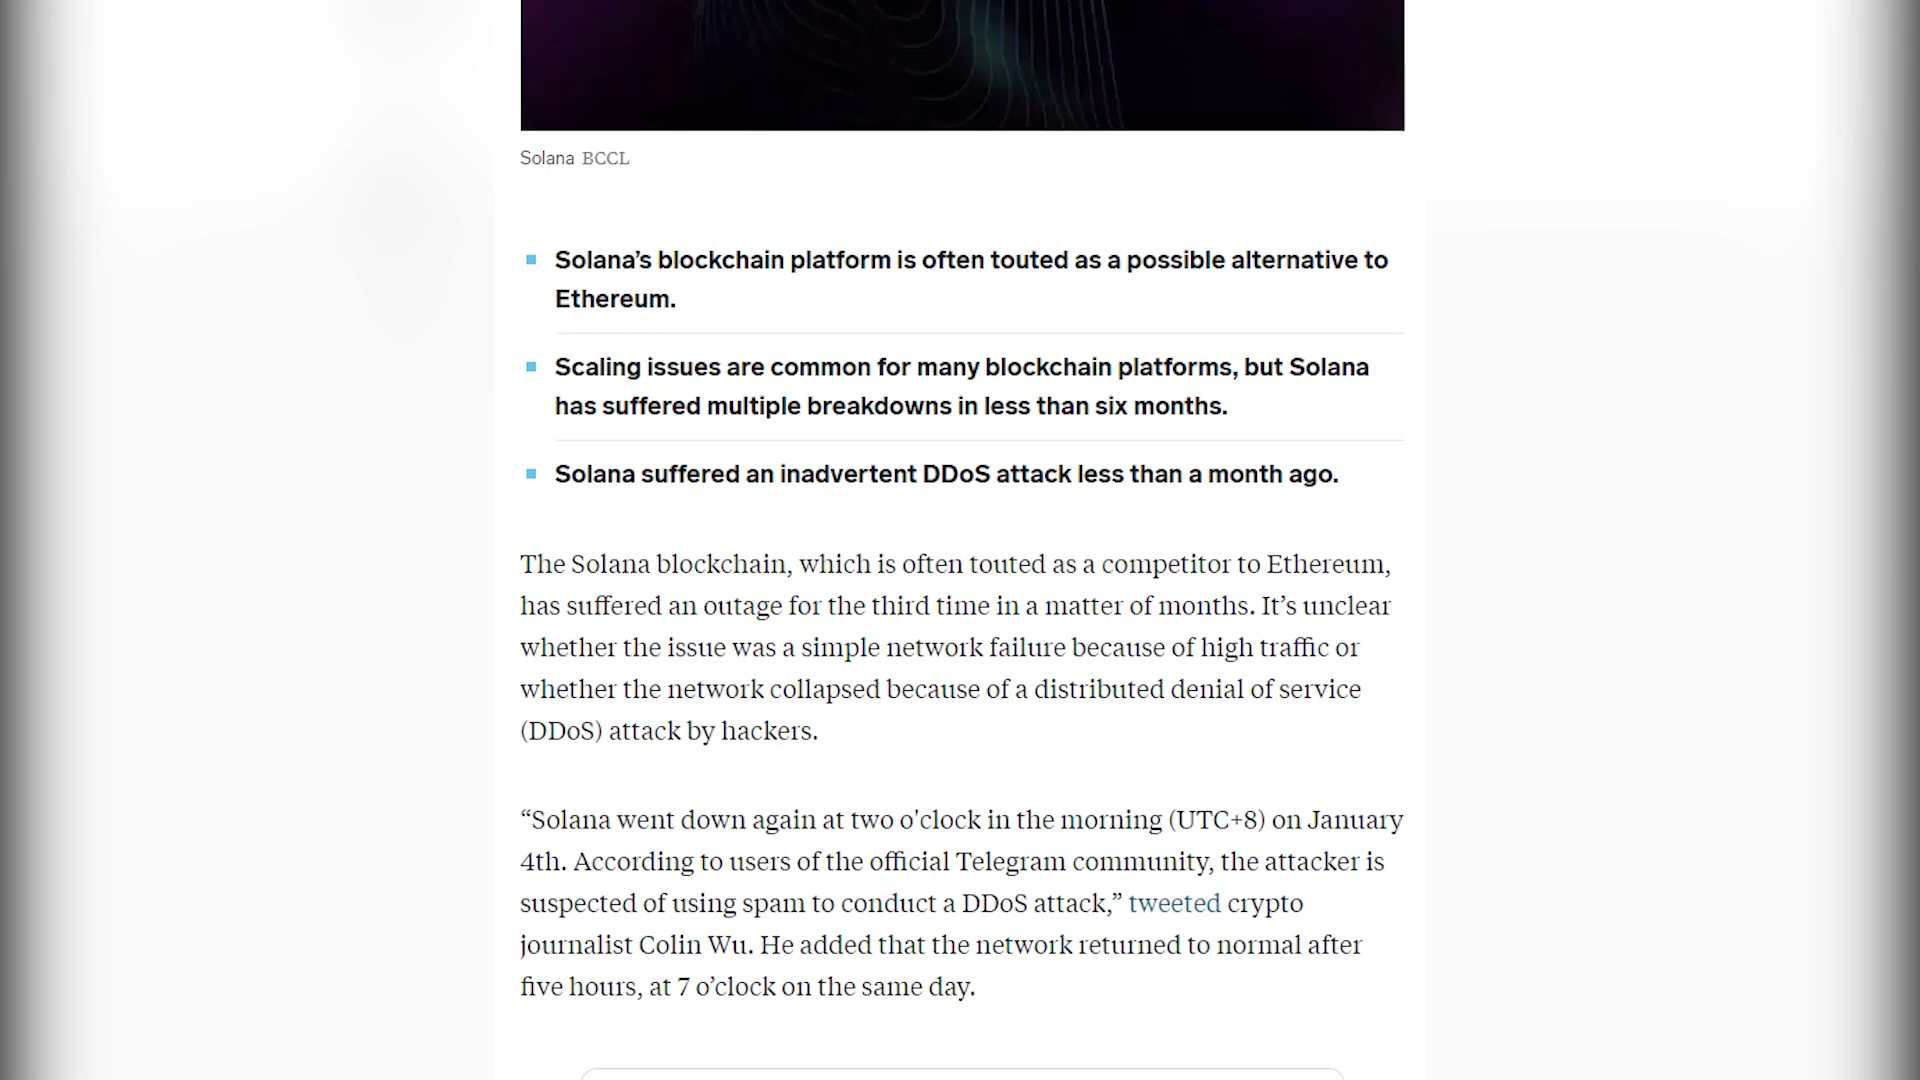 Solana BCCL
Solana’s blockchain platform is often touted as a possible alternative to
Ethereum.
Scaling issues are common for many blockchain platforms, but Solana
has suffered multiple breakdowns in less than six months.
Solana suffered an inadvertent DDoS attack less than a month ago.
The Solana blockchain, which is often touted as a competitor to Ethereum,
has suffered an outage for the third time in a matter of months. It’s unclear
whether the issue was a simple network failure because of high traffic or
whether the network collapsed because of a distributed denial of service
(DDoS) attack by hackers.
“Solana went down again at two o'clock in the morning (UTC+8) on January
4th. According to users of the official Telegram community, the attacker is
suspected of using spam to conduct a DDoS attack,” tweeted crypto
journalist Colin Wu. He added that the network returned to normal after
five hours, at 7 o’clock on the same day.